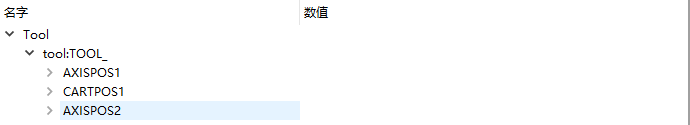 名字 数值
Tool
tool:TOOL_
AXISPOS1
CARTPOS1
AXISPOS2